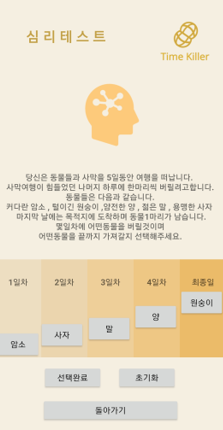 심리테스트
Time Killer
당신은 동물들과 사막을 5일동안 여행을 떠납니다.
사막여행이 힘들었던 나머지 하루에 한마리씩 버릴려고합니다.
동물들은 다음과 같습니다.
커다란 암소 , 털이긴 원숭이 ,얌전한 양 , 젊은 말 , 용맹한 사자
마지막 날에는 목적지에 도착하며 동물1마리가 남습니다.
몇일차에 어떤동물을 버릴것이며
어떤동물을 끝까지 가져갈지 선택해주세요.
1일차 2일차 3일차 4일차 최종일
원숭이
양
말
사자
암소
선택완료 초기화
돌아가기